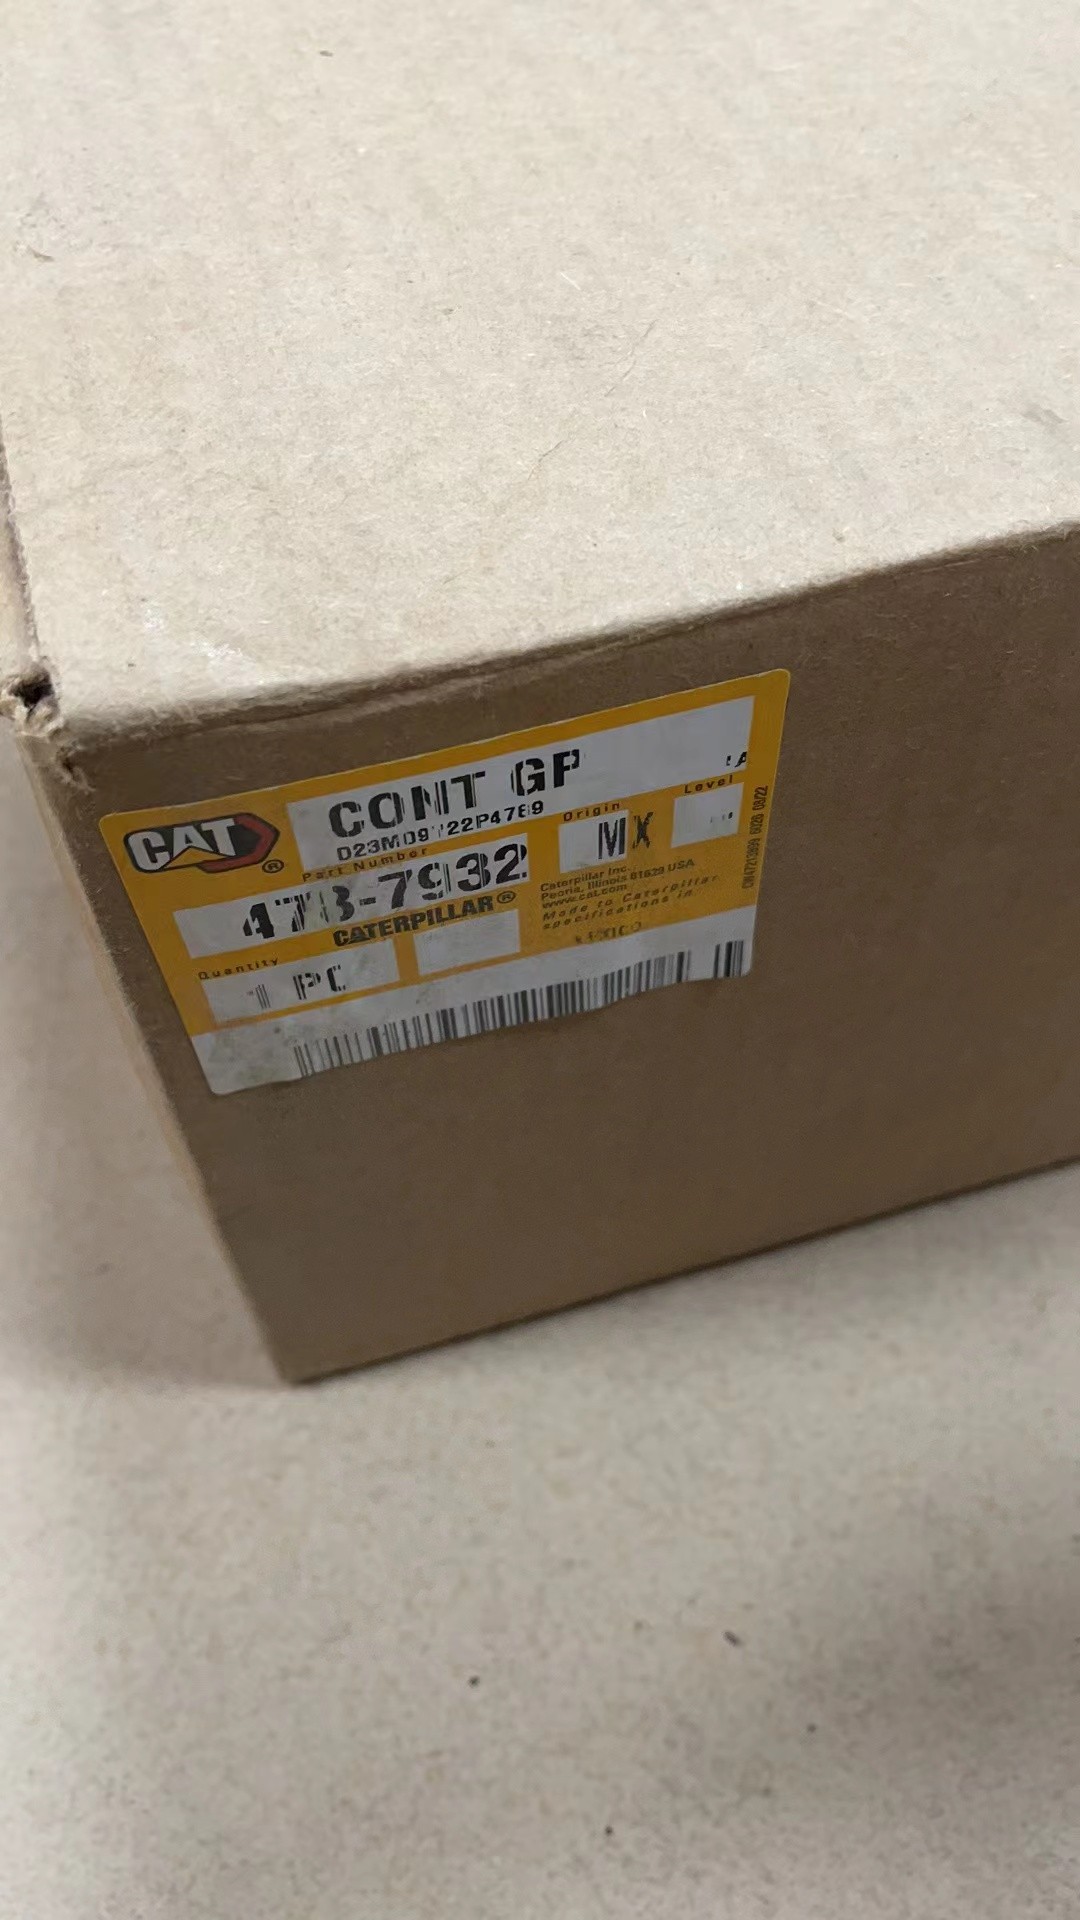 CAT®
CONT GP
Part Number
478-7932
CATERPILLAR®
Quantity
1 PC
Origin
MX
Level
Caterpillar Inc.
Peoria, Illinois 61629 USA
www.cat.com
Made to Caterpillar
specifications in
MEXICO